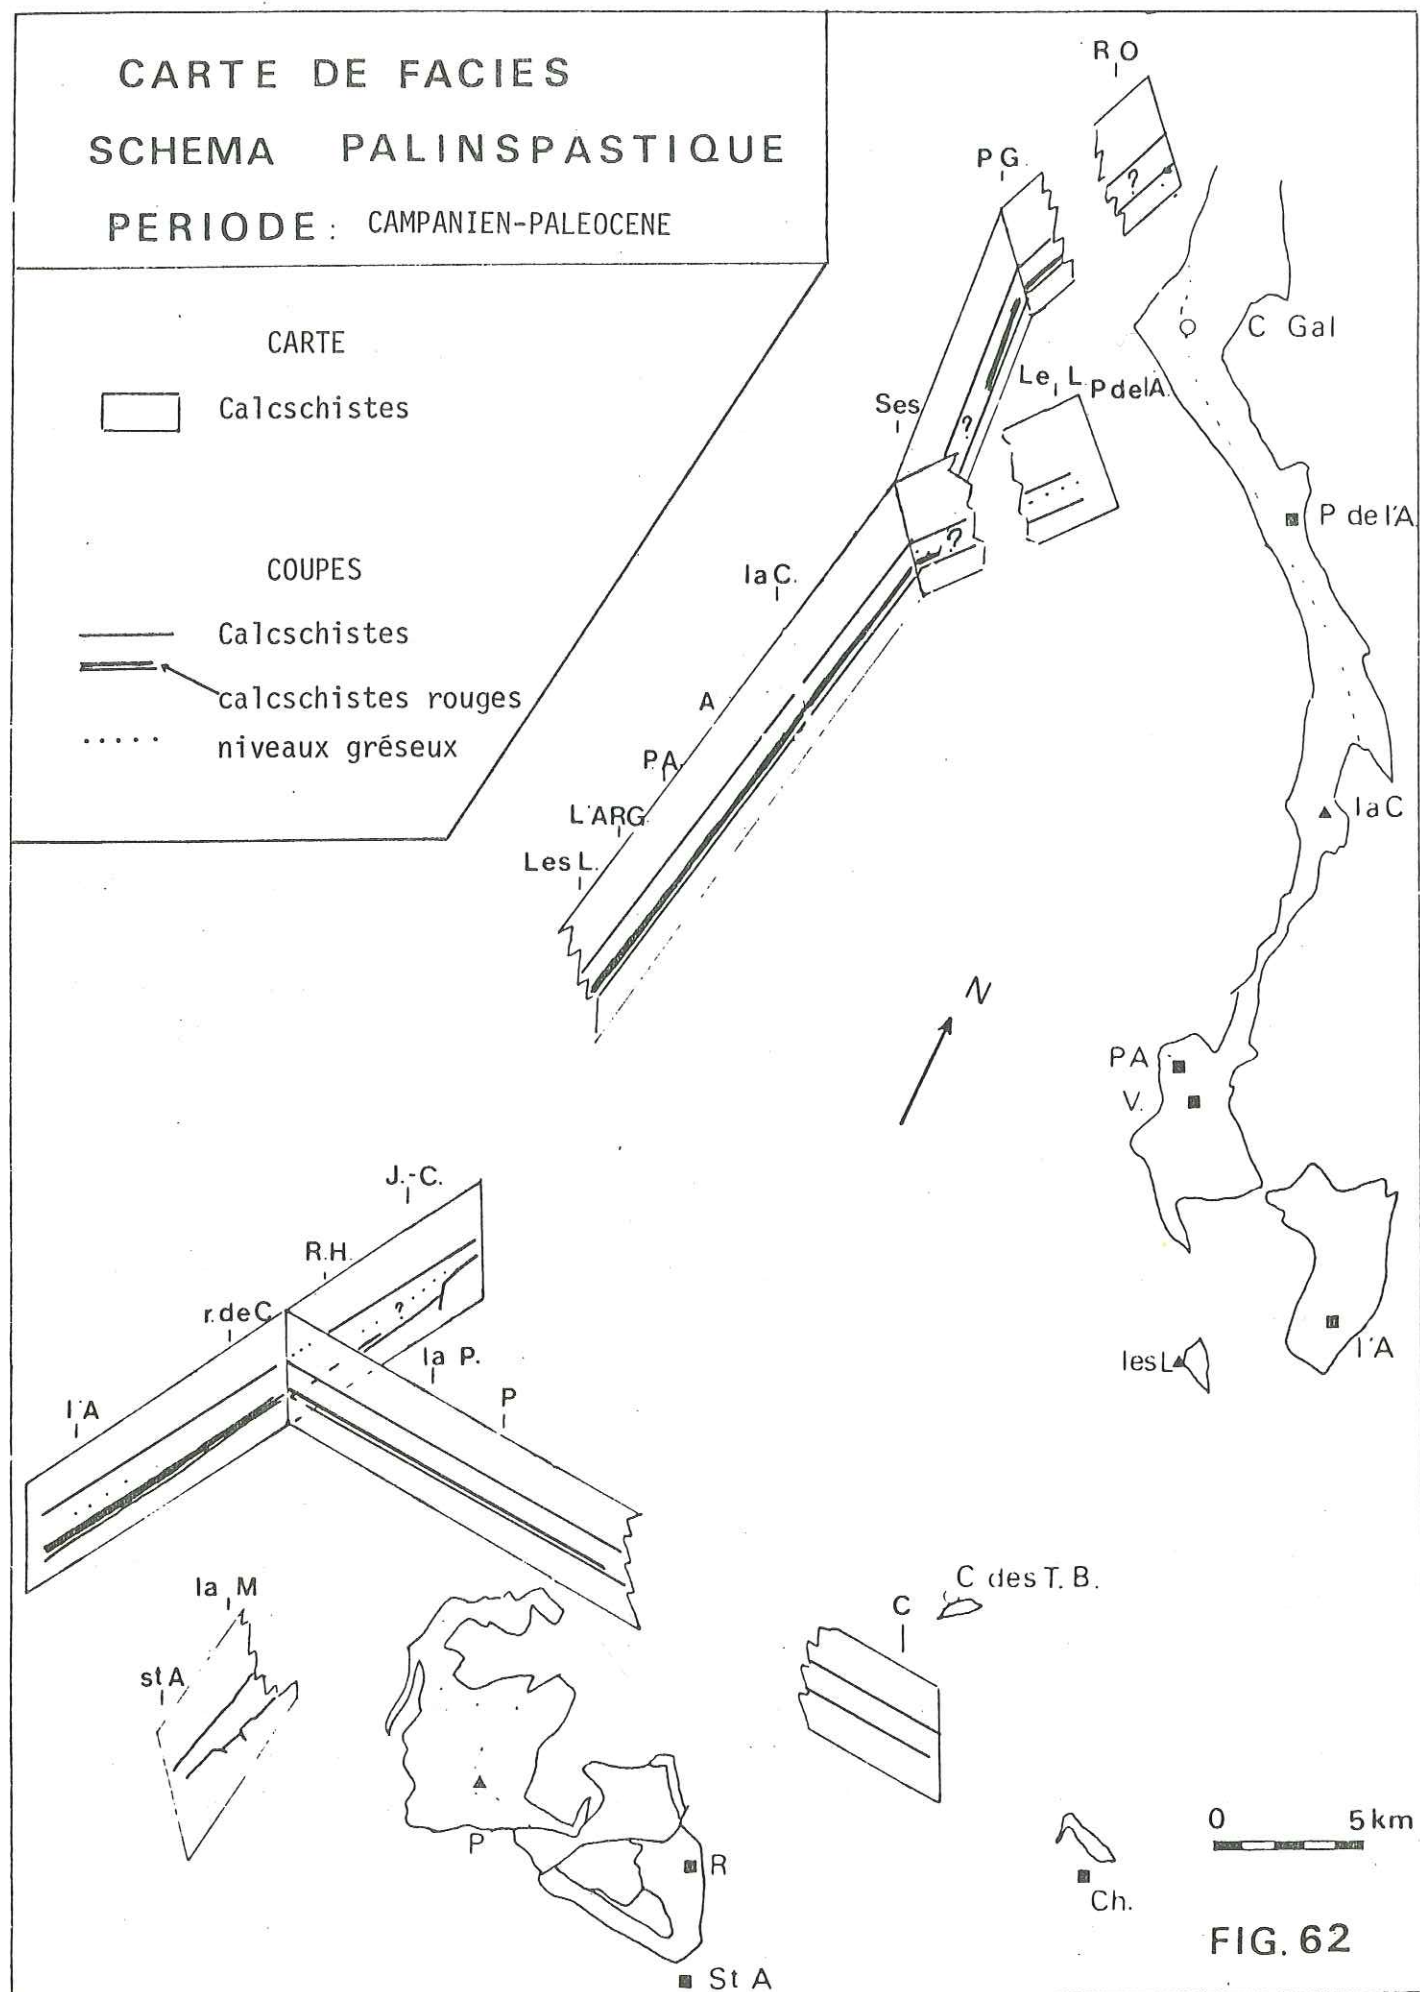 CARTE DE FACIES
SCHEMA PALINSPASTIQUE
PERIODE: CAMPANIEN-PALEOCENE
CARTE
Calcschistes
COUPES
Calcschistes
calcschistes rouges
niveaux gréseux
R O
P G.
C Gal
Le L P de l'A.
Ses
P de l'A
la C.
A
P.A.
L'ARG
Les L.
la C
N
P A
V.
J.-C.
R.H.
r. de C.
la P.
les L
l'A
P
l'A
?
?
?
?
?
la M
C des T. B.
C
st A
0 5 km
P
R
Ch.
FIG. 62
St A